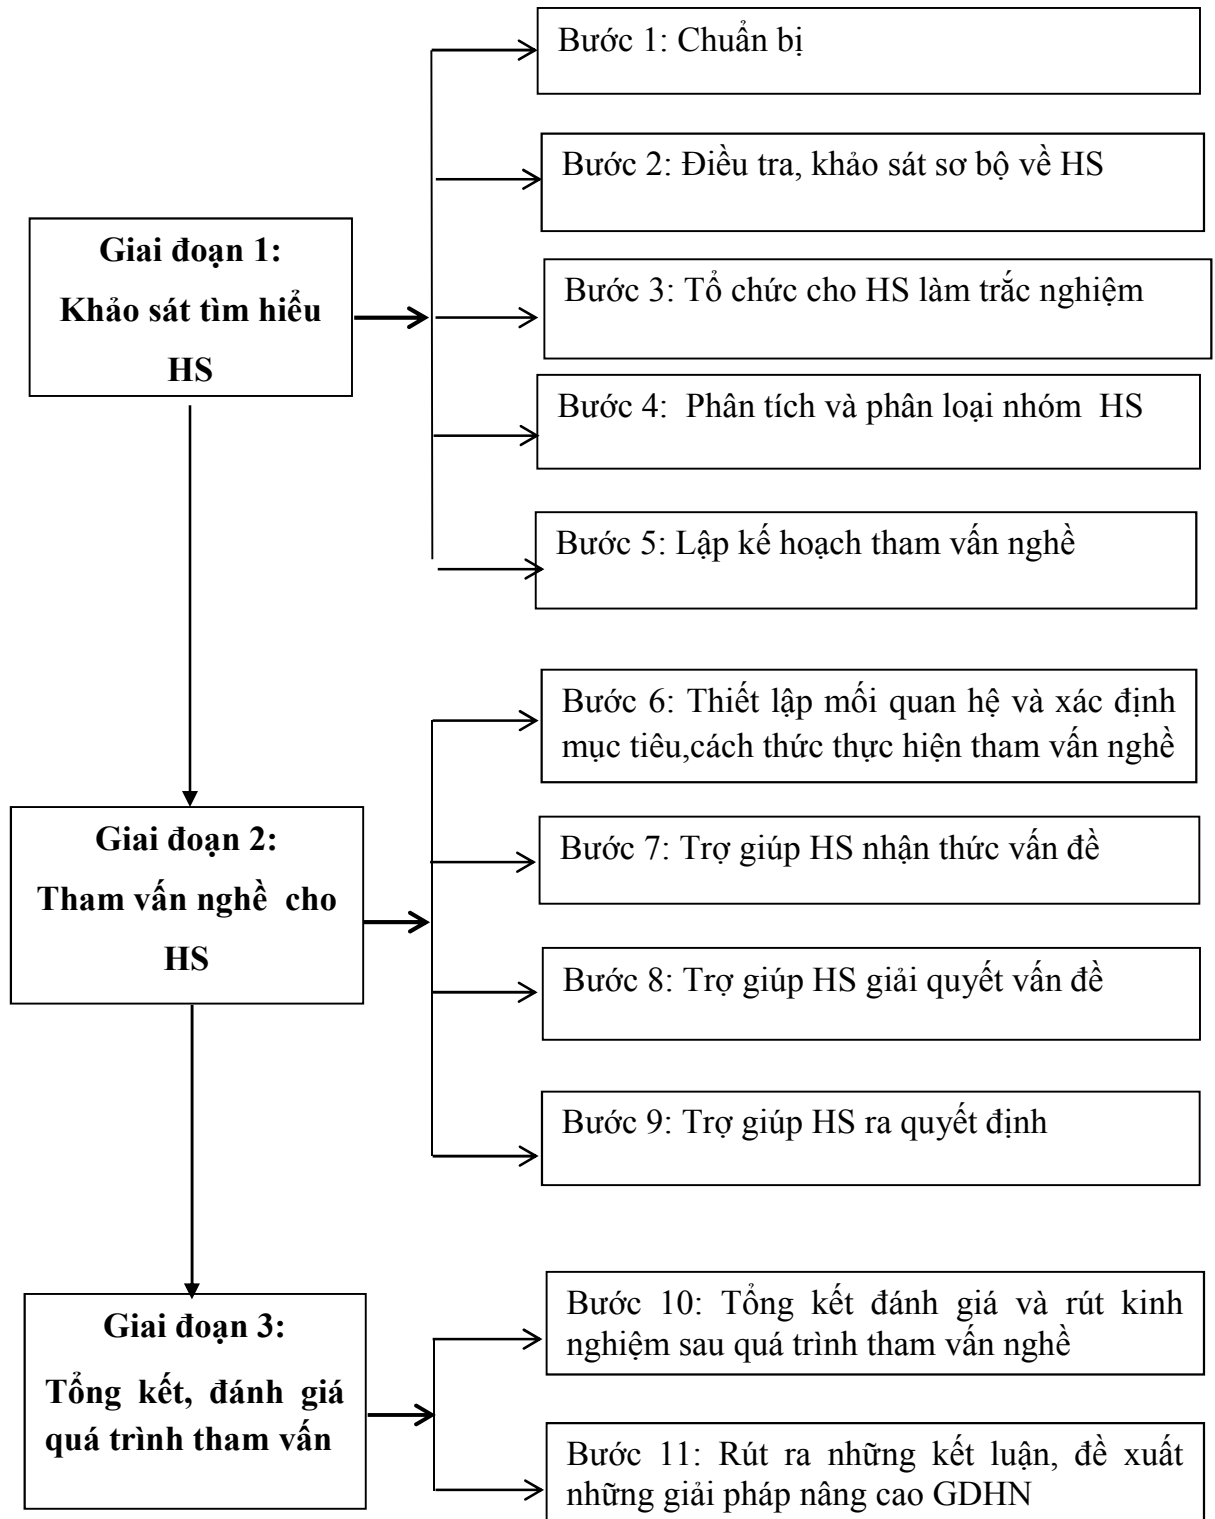 Bước 1: Chuẩn bị
Bước 2: Điều tra, khảo sát sơ bộ về HS
Giai đoạn 1:
Khảo sát tìm hiểu
HS
Bước 3: Tổ chức cho HS làm trắc nghiệm
Bước 4: Phân tích và phân loại nhóm HS
Bước 5: Lập kế hoạch tham vấn nghề
Bước 6: Thiết lập mối quan hệ và xác định
mục tiêu,cách thức thực hiện tham vấn nghề
Giai đoạn 2:
Tham vấn nghề cho
HS
Bước 7: Trợ giúp HS nhận thức vấn đề
Bước 8: Trợ giúp HS giải quyết vấn đề
Bước 9: Trợ giúp HS ra quyết định
Giai đoạn 3:
Tổng kết, đánh giá
quá trình tham vấn
Bước 10: Tổng kết đánh giá và rút kinh
nghiệm sau quá trình tham vấn nghề
Bước 11: Rút ra những kết luận, đề xuất
những giải pháp nâng cao GDHN